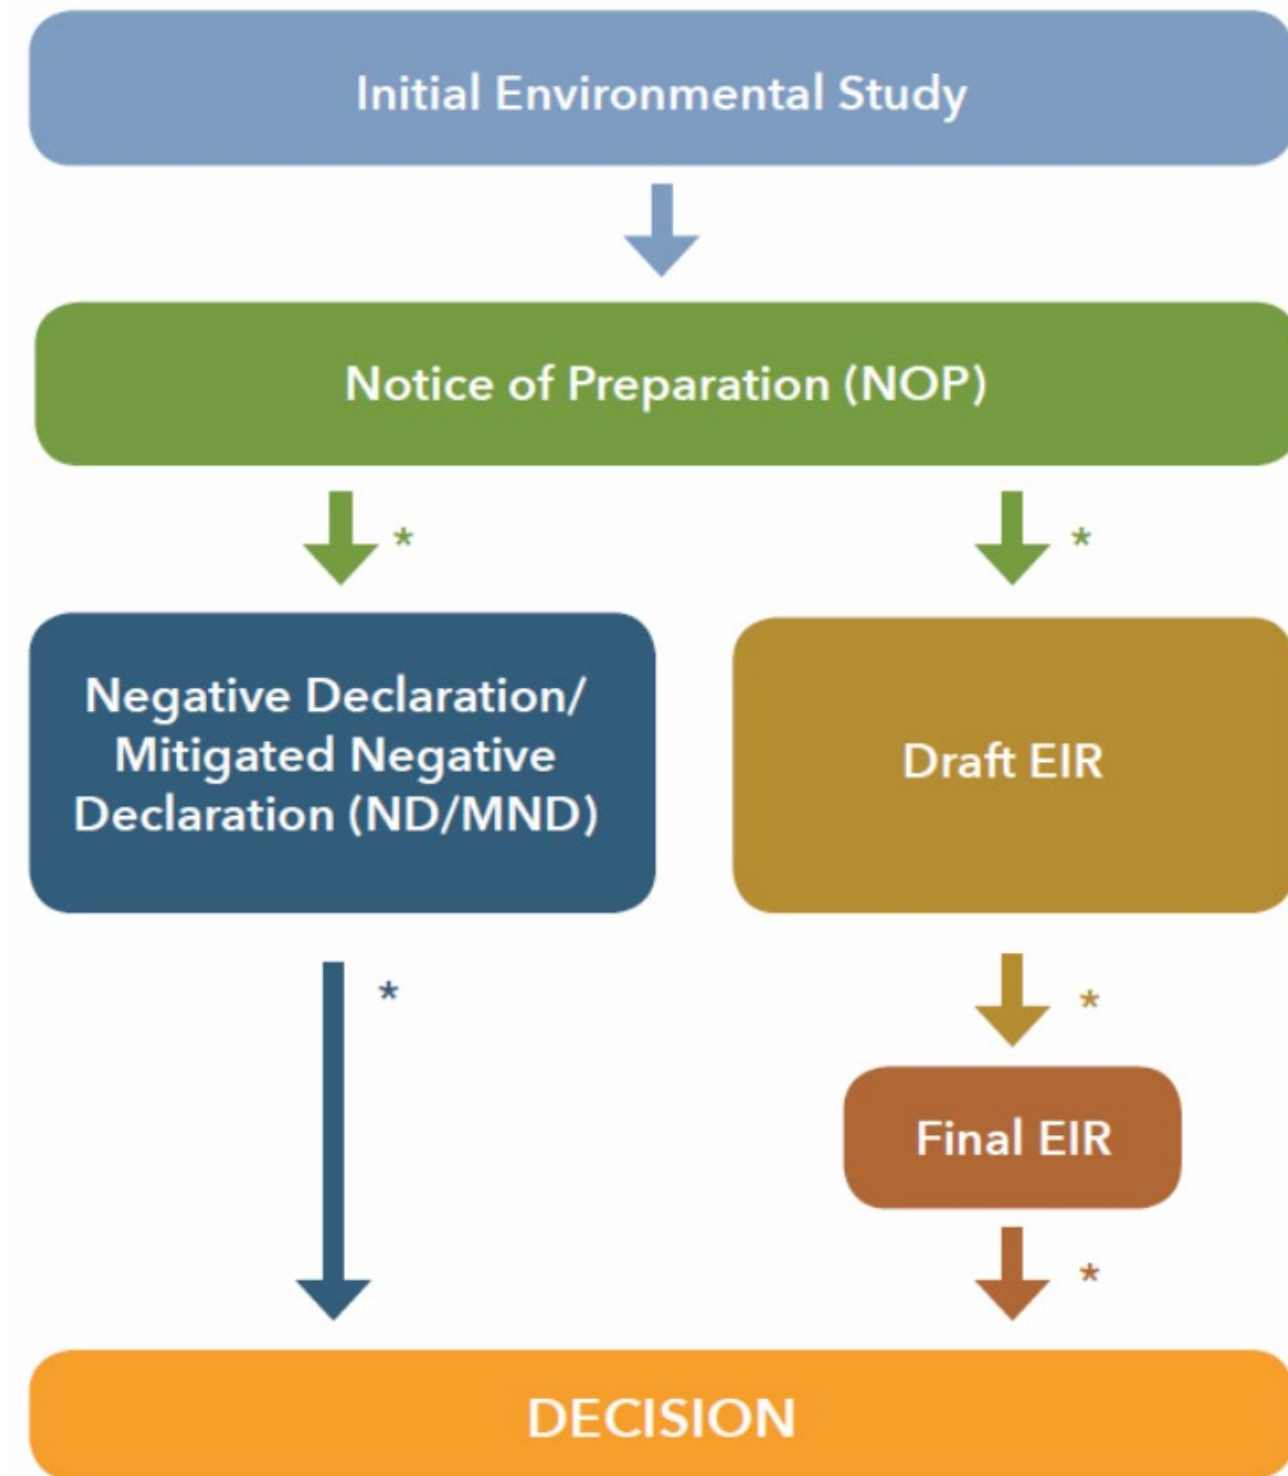 Initial Environmental Study
Notice of Preparation (NOP)
*
*
Negative Declaration/
Mitigated Negative
Declaration (ND/MND)
Draft EIR
*
*
Final EIR
*
DECISION